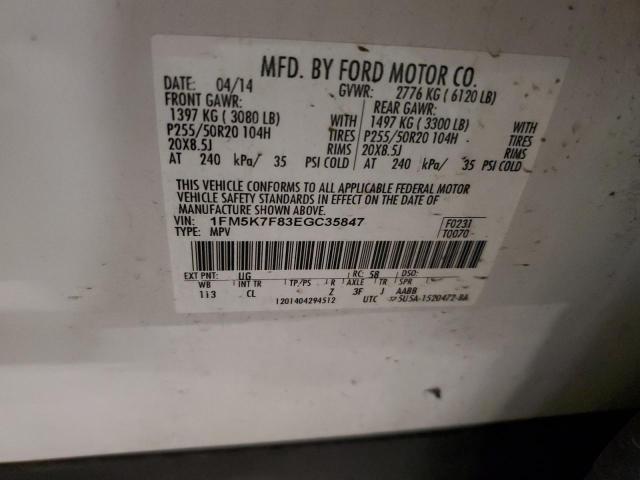 MFD. BY FORD MOTOR CO.
DATE: 04/14 GVWR: 2776 KG ( 6120 LB)
FRONT GAWR: REAR GAWR:
1397 KG ( 3080 LB) 1497 KG ( 3300 LB) WITH
P255/50R20 104H P255/50R20 104H TIRES
20X8.5J 20X8.5J RIMS
AT 240 kPa/ 35 PSI COLD AT 240 kPa/ 35 PSI COLD
THIS VEHICLE CONFORMS TO ALL APPLICABLE FEDERAL MOTOR
VEHICLE SAFETY STANDARDS IN EFFECT ON THE DATE OF
MANUFACTURE SHOWN ABOVE.
VIN: 1FM5K7F83EGC35847 F0231
TYPE: MPV T0070
EXT PNT: UG RC: 58 DSO:
WB INT TR TP/PS R AXLE TR SPR
113 CL Z 3F J AABB
I201404294512 UTC 5U5A-1520472-BA